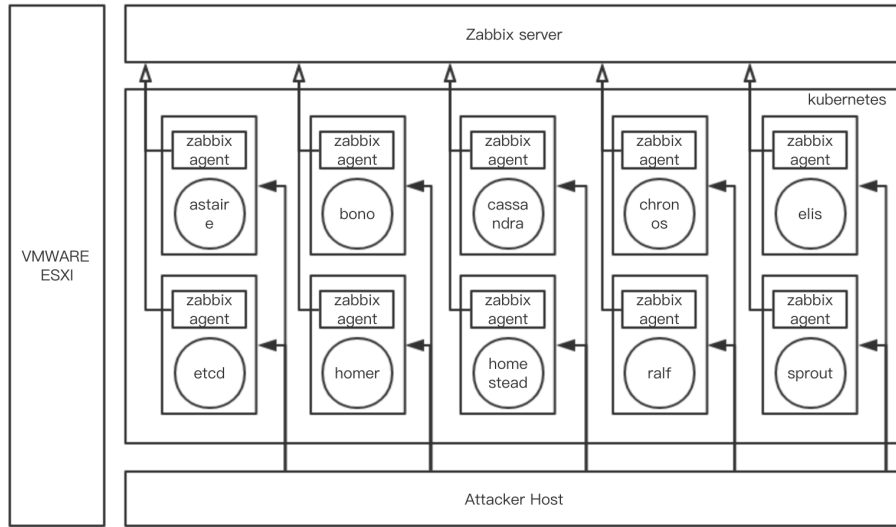 Zabbix server
kubernetes
zabbix
agent
astair
e
zabbix
agent
bono
zabbix
agent
cassa
ndra
zabbix
agent
chron
os
zabbix
agent
elis
VMWARE
ESXI
zabbix
agent
etcd
zabbix
agent
homer
zabbix
agent
home
stead
zabbix
agent
ralf
zabbix
agent
sprout
Attacker Host